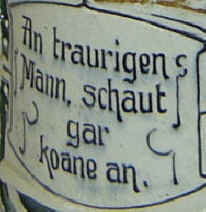 An traurigen
Mann, schaut
gar
koane an.